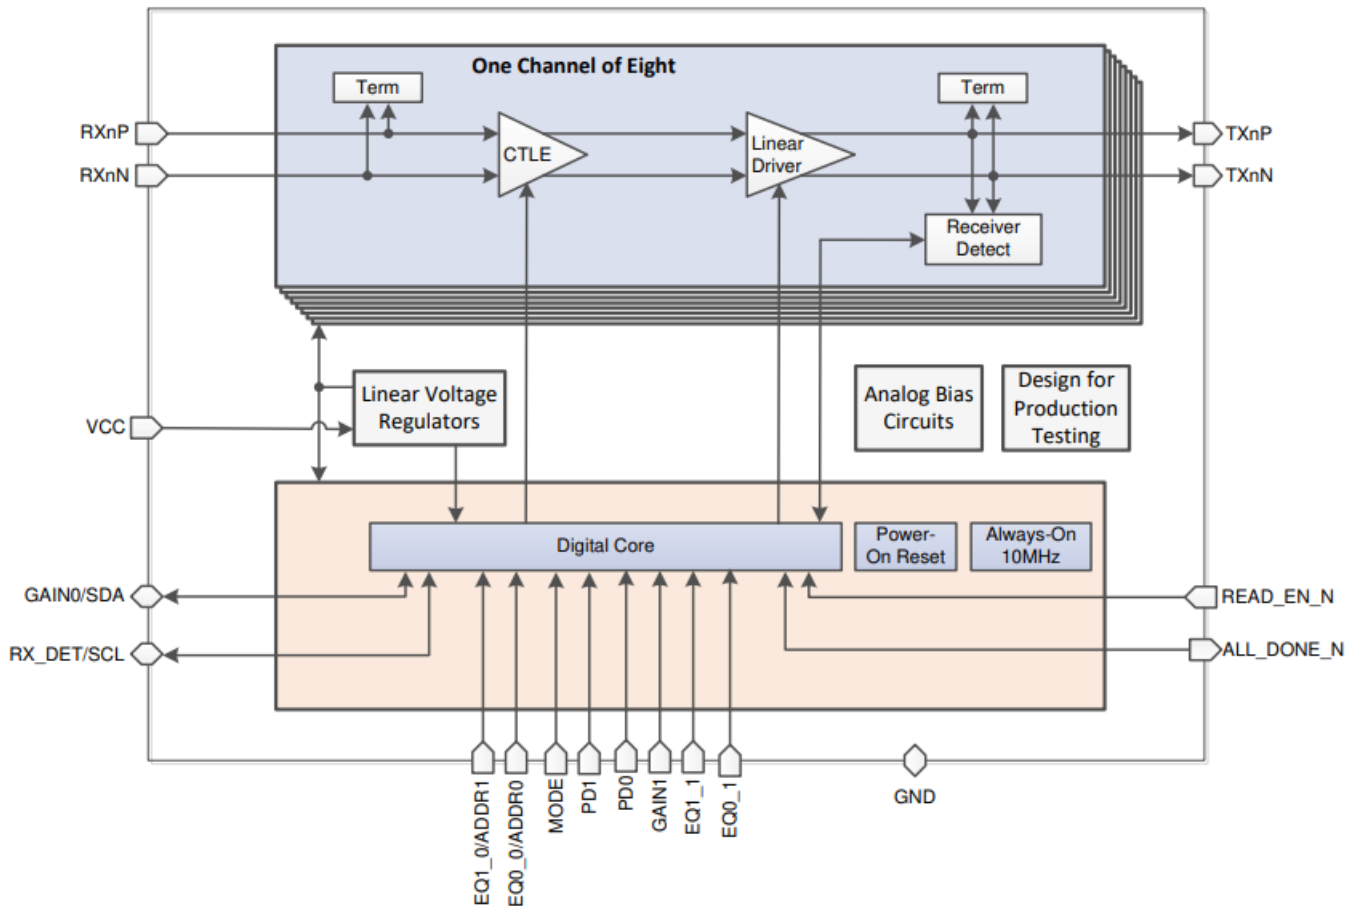 One Channel of Eight
Term
Term
RXnP
TXnP
CTLE
Linear
Driver
RXnN
TXnN
Receiver
Detect
Linear Voltage
Regulators
Analog Bias
Circuits
Design for
Production
Testing
VCC
Digital Core
Power-
On Reset
Always-On
10MHz
GAIN0/SDA
READ_EN_N
RX_DET/SCL
ALL_DONE_N
EQ1_0/ADDR1
EQ0_0/ADDR0
MODE
PD1
PD0
GAIN1
EQ1_1
EQ0_1
GND